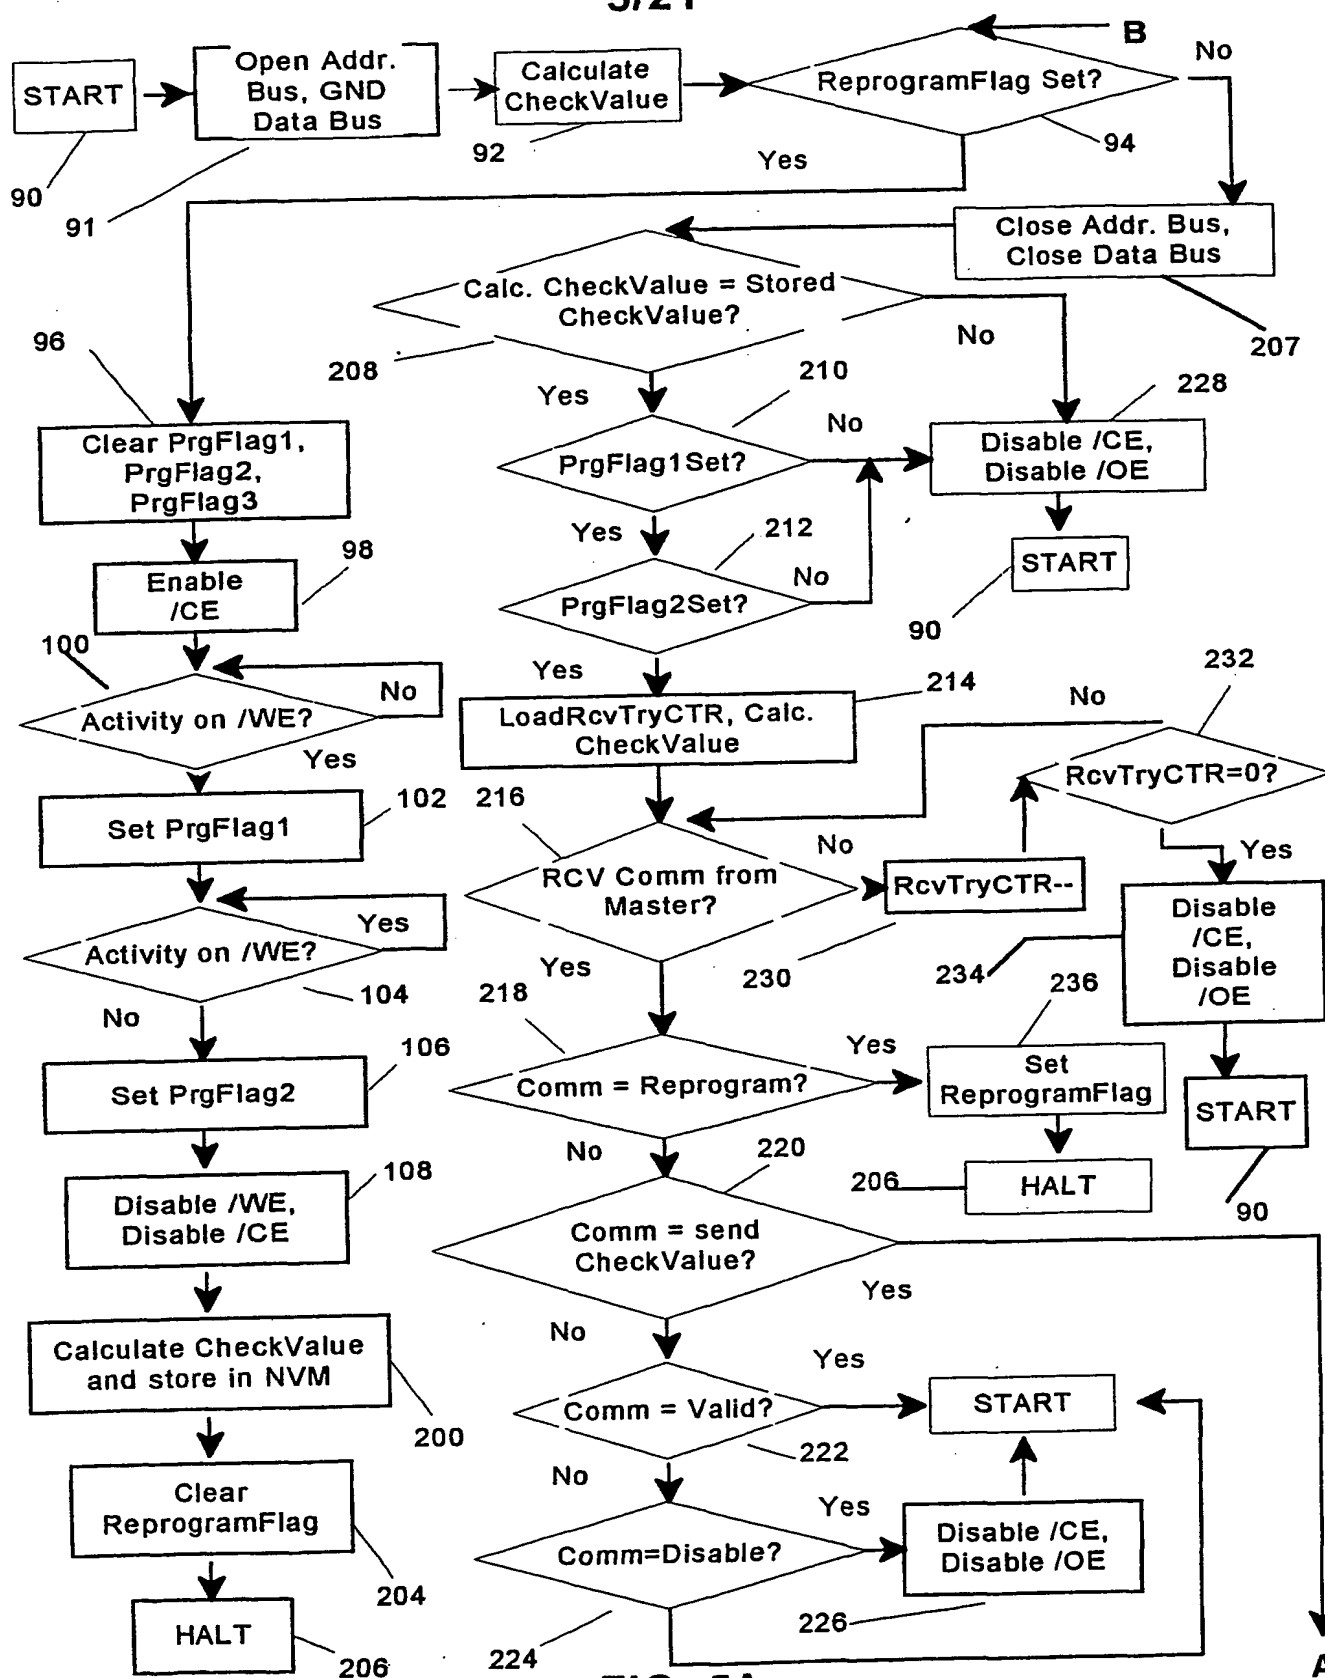 3/21
START
Open Addr.
Bus, GND
Data Bus
Calculate
CheckValue
ReprogramFlag Set?
B
No
90
91
92
Yes
94
Close Addr. Bus,
Close Data Bus
207
Calc. CheckValue = Stored
CheckValue?
208
No
Yes
96
Clear PrgFlag1,
PrgFlag2,
PrgFlag3
210
PrgFlag1Set?
No
228
Disable /CE,
Disable /OE
START
90
Yes
212
PrgFlag2Set?
No
98
Enable
/CE
100
Activity on /WE?
No
Yes
Yes
214
LoadRcvTryCTR, Calc.
CheckValue
No
232
RcvTryCTR=0?
Set PrgFlag1
102
216
RCV Comm from
Master?
No
RcvTryCTR--
230
Yes
Disable
/CE,
Disable
/OE
234
START
90
Activity on /WE?
Yes
104
No
Yes
218
Comm = Reprogram?
Yes
236
Set
ReprogramFlag
206
HALT
Set PrgFlag2
106
No
220
Comm = send
CheckValue?
Yes
Disable /WE,
Disable /CE
108
No
Calculate CheckValue
and store in NVM
200
Comm = Valid?
Yes
222
START
Clear
ReprogramFlag
204
No
Comm=Disable?
224
Yes
Disable /CE,
Disable /OE
226
HALT
206
A